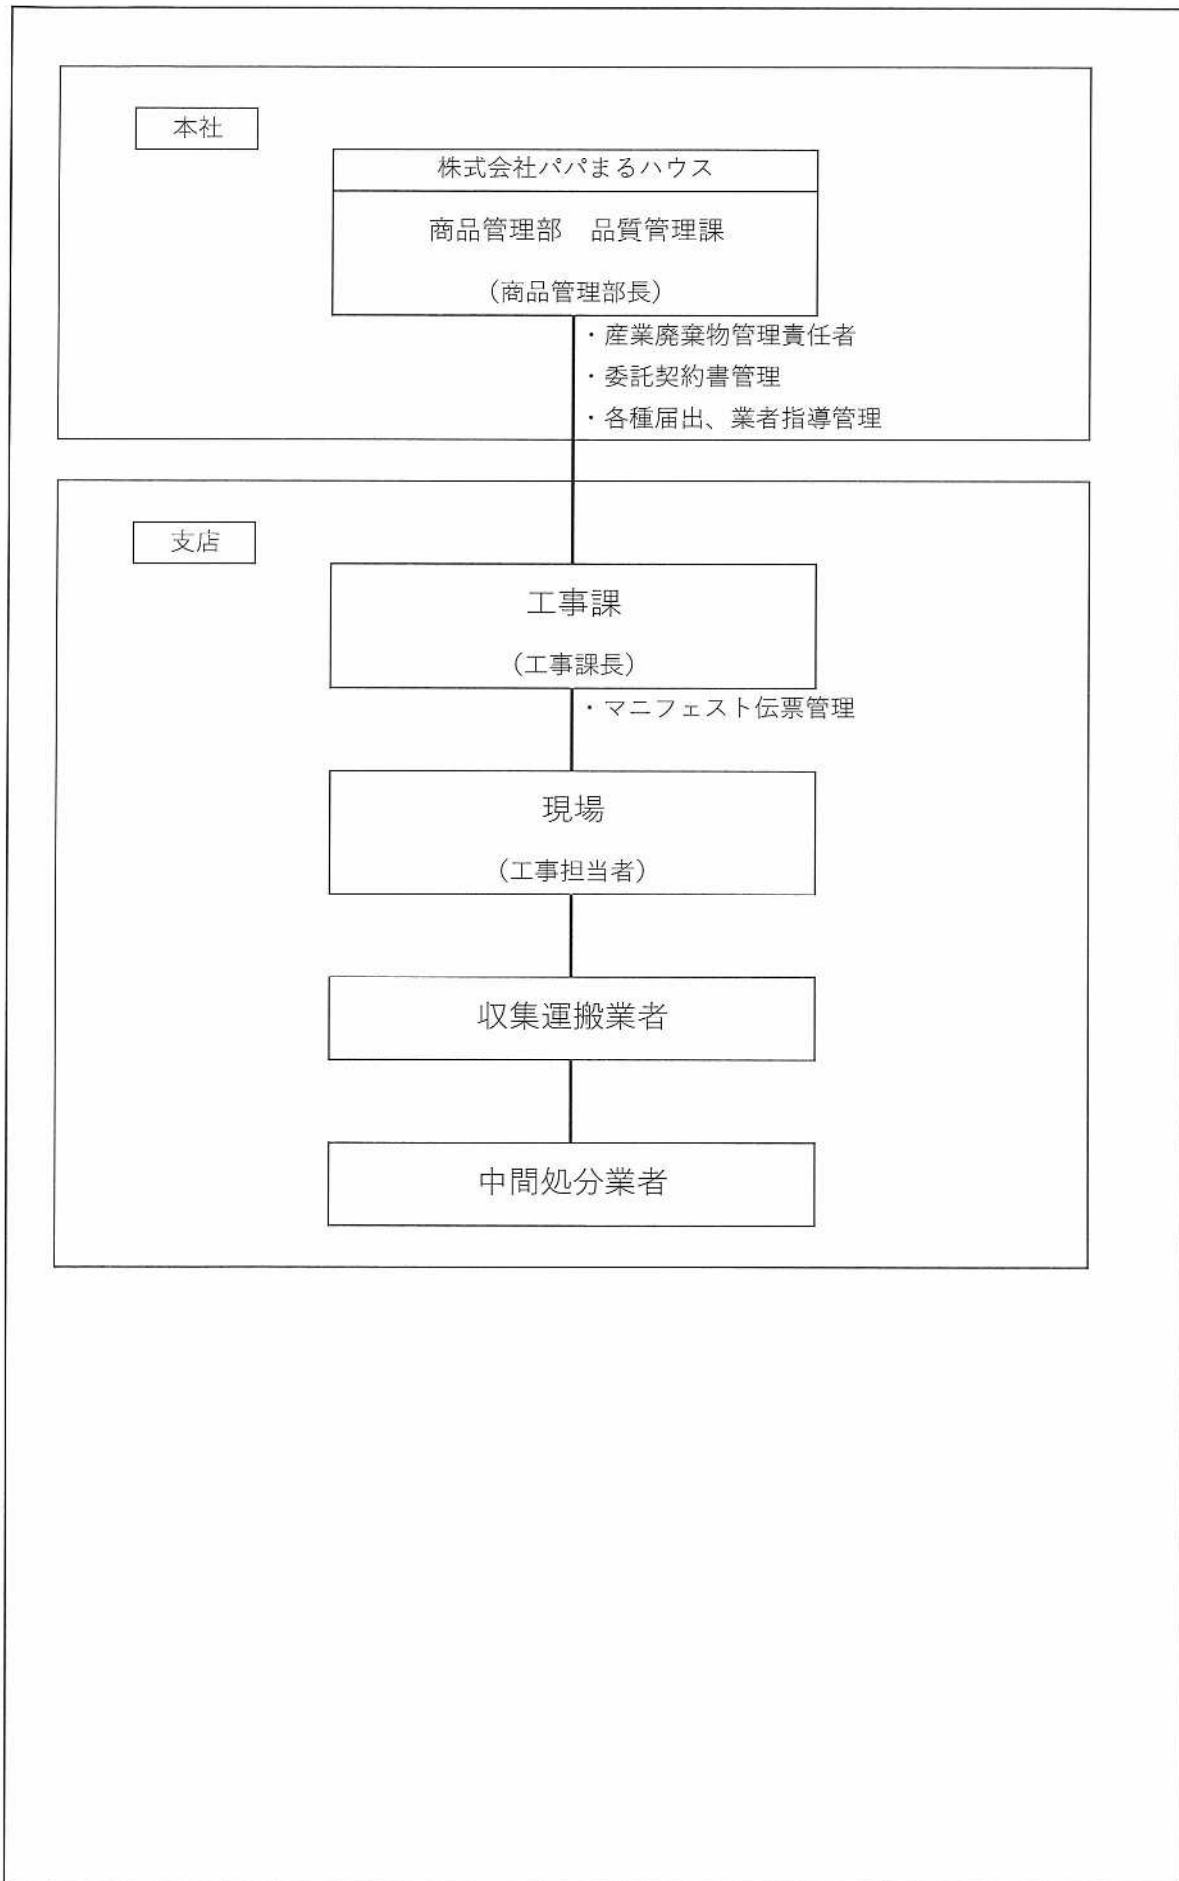 本社
株式会社パパまるハウス
商品管理部　品質管理課
（商品管理部長）
・産業廃棄物管理責任者
・委託契約書管理
・各種届出、業者指導管理
支店
工事課
（工事課長）
・マニフェスト伝票管理
現場
（工事担当者）
収集運搬業者
中間処分業者